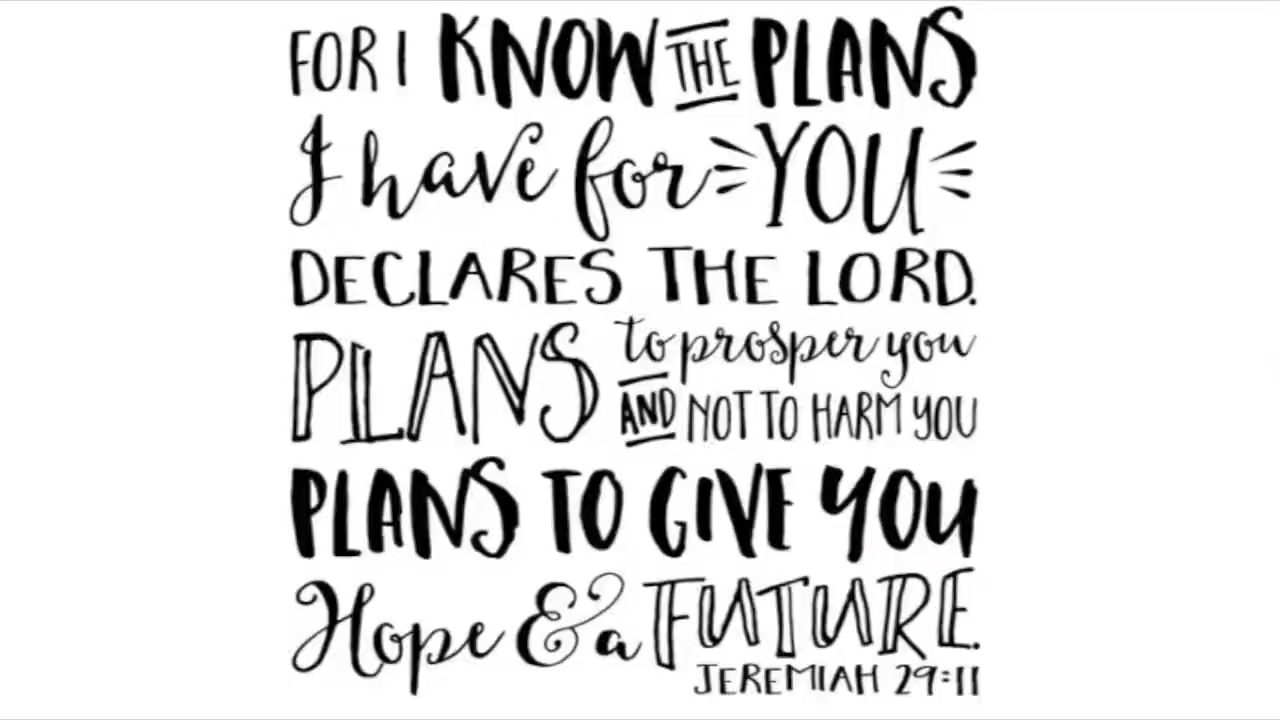 FOR I KNOW THE PLANS
I have for YOU
DECLARES THE LORD.
PLANS to prosper you
AND NOT TO HARM YOU
PLANS TO GIVE YOU
Hope & a FUTURE.
JEREMIAH 29:11